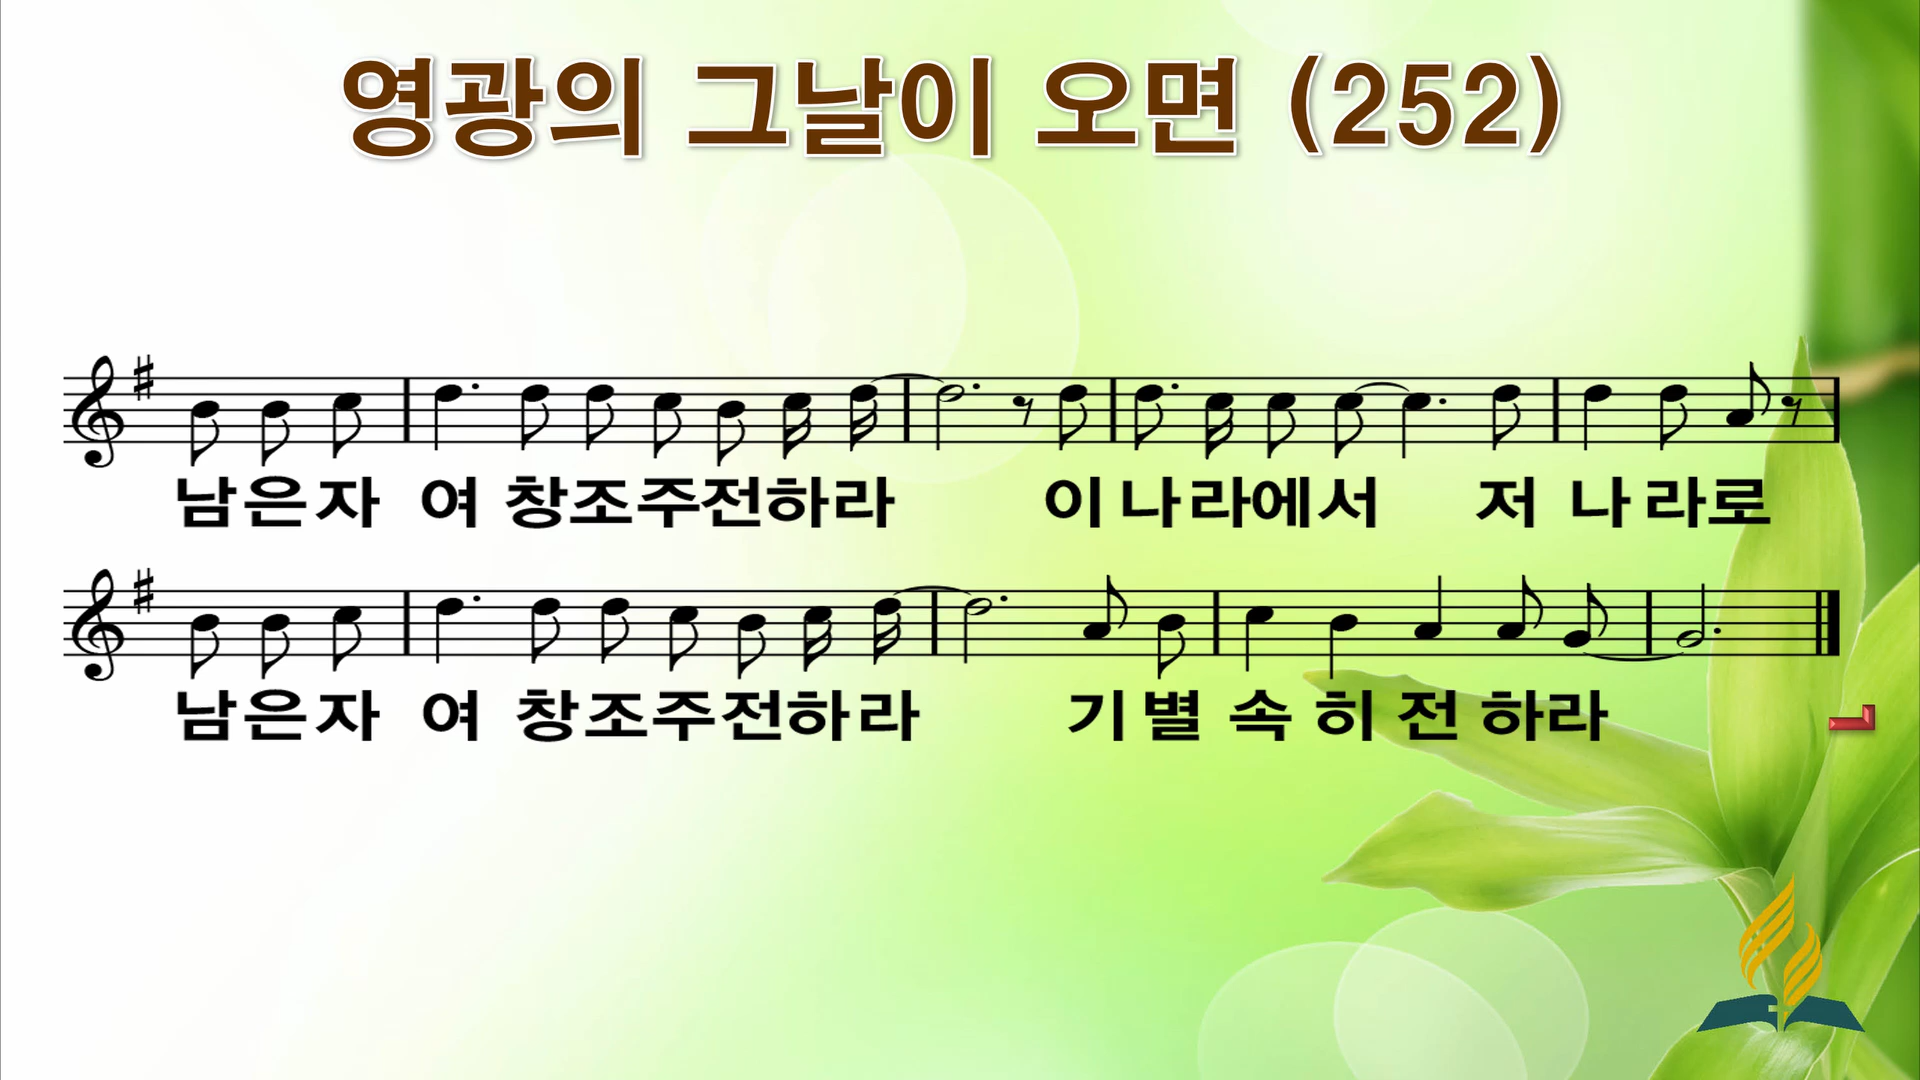 영광의 그날이 오면 (252)
남은자 여 창조주전하라 이나라에서 저 나라로
남은자 여 창조주전하라 기별 속히 전 하라